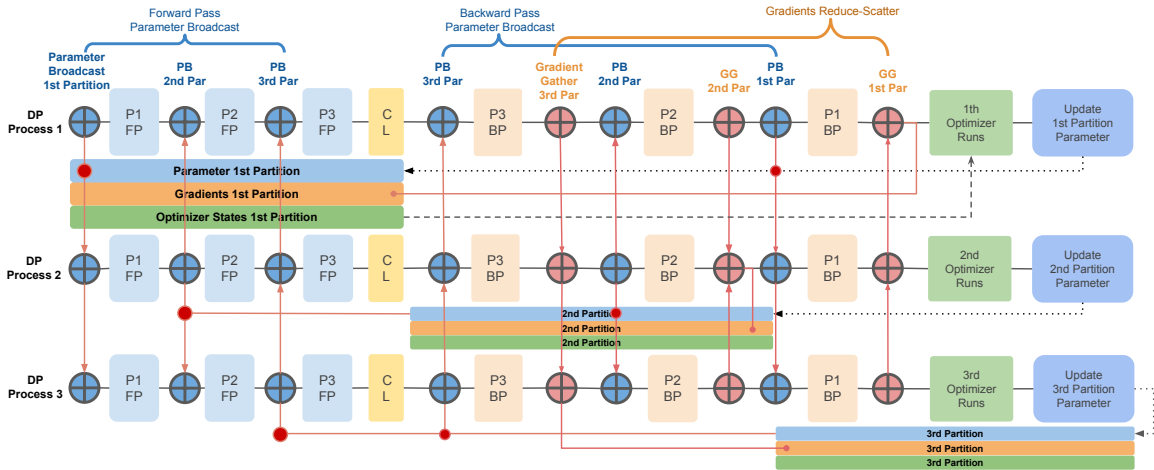 Forward Pass
Parameter Broadcast
Backward Pass
Parameter Broadcast
Gradients Reduce-Scatter
Parameter
Broadcast
1st Partition
PB
2nd Par
PB
3rd Par
PB
3rd Par
Gradient
Gather
3rd Par
PB
2nd Par
GG
2nd Par
PB
1st Par
GG
1st Par
DP
Process 1
P1
FP
P2
FP
P3
FP
C
L
P3
BP
P2
BP
P1
BP
1th
Optimizer
Runs
Update
1st Partition
Parameter
Parameter 1st Partition
Gradients 1st Partition
Optimizer States 1st Partition
DP
Process 2
P1
FP
P2
FP
P3
FP
C
L
P3
BP
P2
BP
P1
BP
2nd
Optimizer
Runs
Update
2nd Partition
Parameter
2nd Partition
2nd Partition
2nd Partition
DP
Process 3
P1
FP
P2
FP
P3
FP
C
L
P3
BP
P2
BP
P1
BP
3rd
Optimizer
Runs
Update
3rd Partition
Parameter
3rd Partition
3rd Partition
3rd Partition